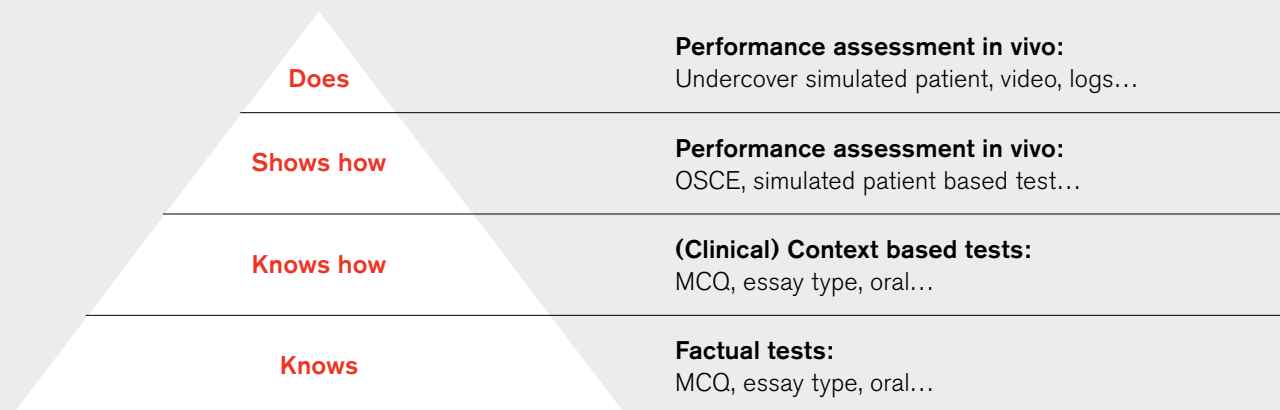 Does
Performance assessment in vivo:
Undercover simulated patient, video, logs…
Shows how
Performance assessment in vivo:
OSCE, simulated patient based test…
Knows how
(Clinical) Context based tests:
MCQ, essay type, oral…
Knows
Factual tests:
MCQ, essay type, oral…